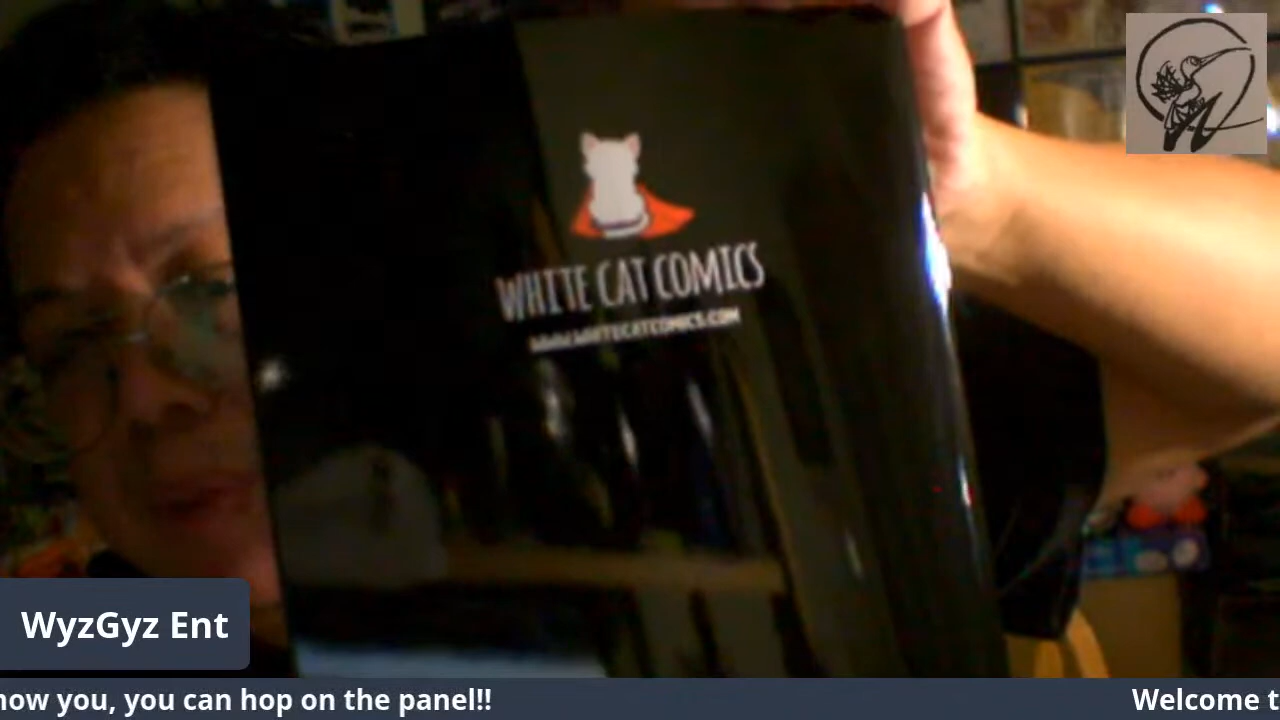 WHITE CAT COMICS
WWW.WHITECATCOMICS.COM
WyzGyz Ent
now you, you can hop on the panel!!
Welcome t